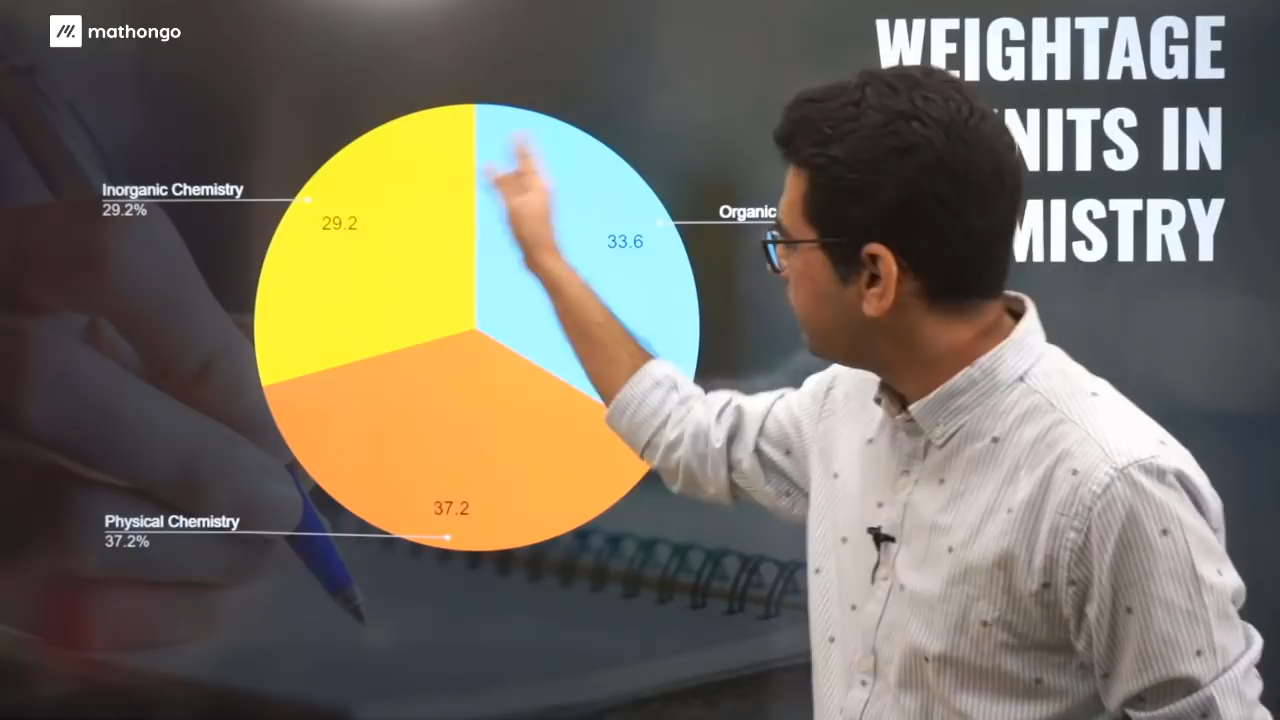 mathongo
WEIGHTAGE
NITS IN
MISTRY
Inorganic Chemistry
29.2%
29.2
Organic
33.6
37.2
Physical Chemistry
37.2%